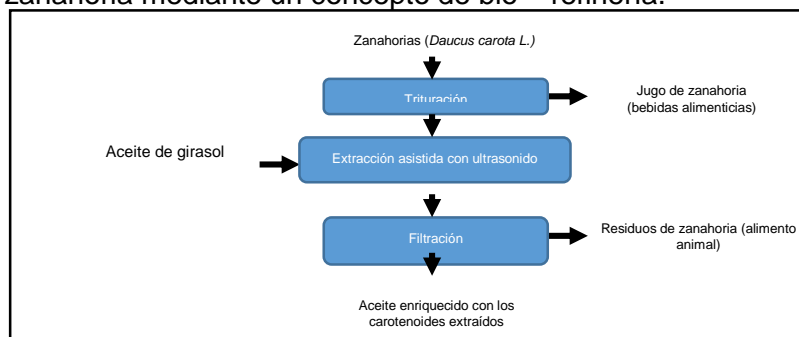 zanahoria mediante un concepto de bio – refinería.
Zanahorias (Daucus carota L.)
Trituración
Jugo de zanahoria
(bebidas alimenticias)
Aceite de girasol
Extracción asistida con ultrasonido
Filtración
Residuos de zanahoria (alimento
animal)
Aceite enriquecido con los
carotenoides extraídos